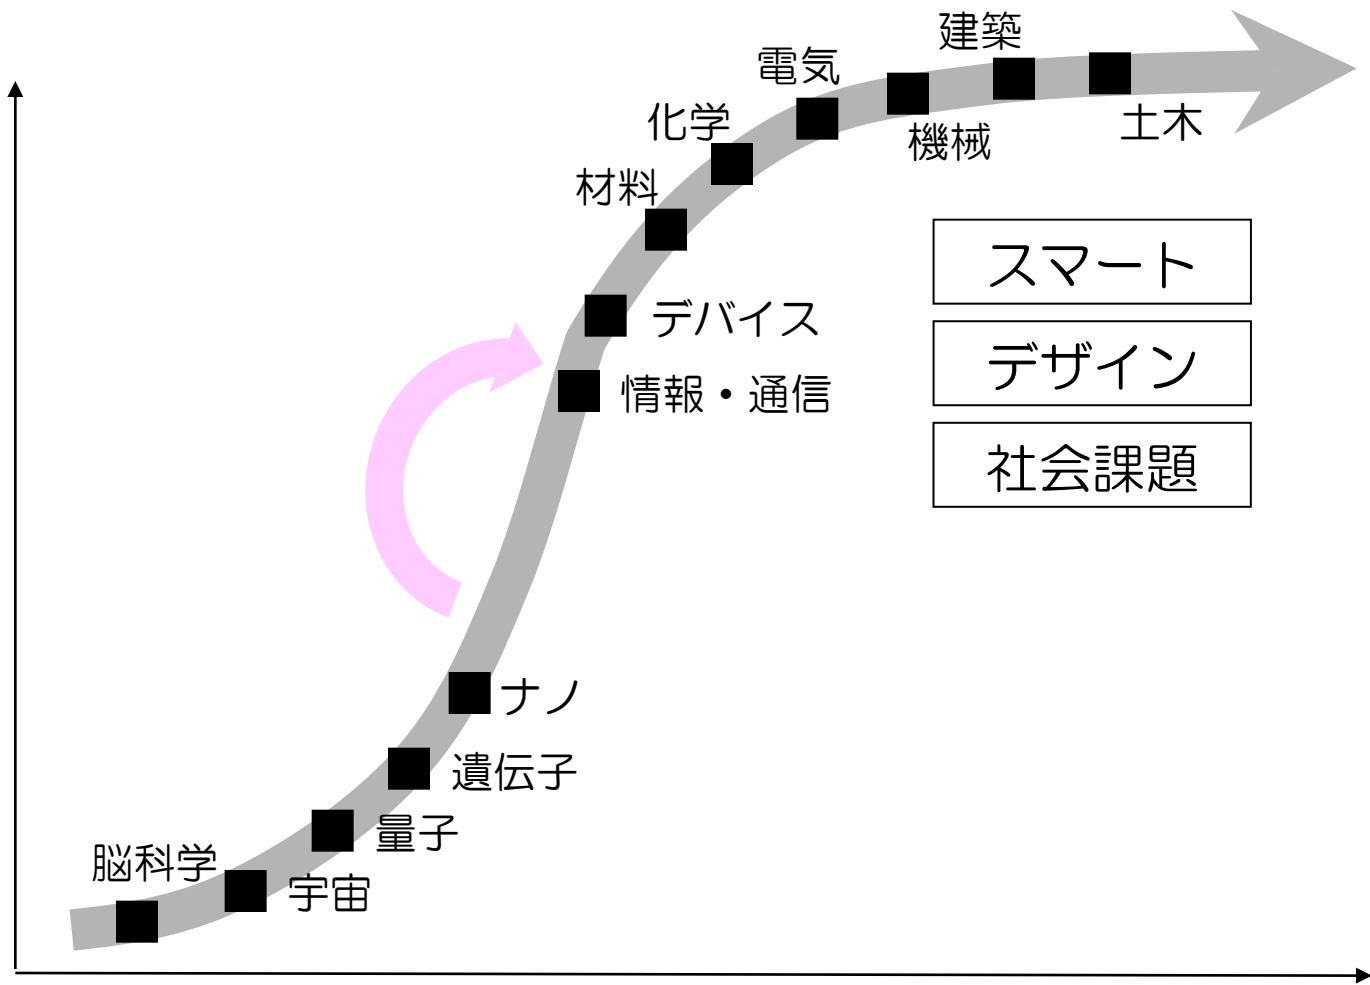 建築
電気
化学
機械
土木
材料
スマート
デバイス
デザイン
情報・通信
社会課題
ナノ
遺伝子
量子
脳科学
宇宙